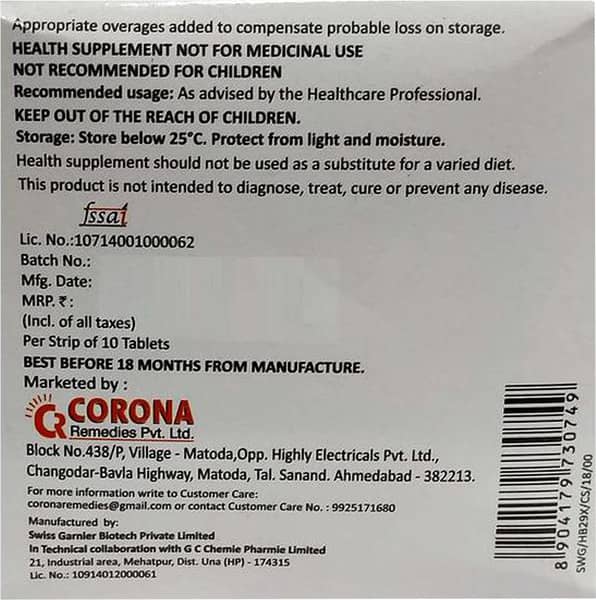 Appropriate overages added to compensate probable loss on storage.
HEALTH SUPPLEMENT NOT FOR MEDICINAL USE
NOT RECOMMENDED FOR CHILDREN
Recommended usage: As advised by the Healthcare Professional.
KEEP OUT OF THE REACH OF CHILDREN.
Storage: Store below 25°C. Protect from light and moisture.
Health supplement should not be used as a substitute for a varied diet.
This product is not intended to diagnose, treat, cure or prevent any disease.
fssai
Lic. No.:10714001000062
Batch No.:
Mfg. Date:
MRP. ₹ :
(Incl. of all taxes)
Per Strip of 10 Tablets
BEST BEFORE 18 MONTHS FROM MANUFACTURE.
Marketed by :
CR CORONA
Remedies Pvt. Ltd.
Block No.438/P, Village - Matoda,Opp. Highly Electricals Pvt. Ltd.,
Changodar-Bavla Highway, Matoda, Tal. Sanand. Ahmedabad - 382213.
For more information write to Customer Care:
coronaremedies@gmail.com or contact Customer Care No. : 9925171680
Manufactured by:
Swiss Garnier Biotech Private Limited
In Technical collaboration with G C Chemie Pharmie Limited
21, Industrial area, Mehatpur, Dist. Una (HP) - 174315
Lic. No.: 10914012000061
8 904179 730749
SWG/HB29X/CS/18/00